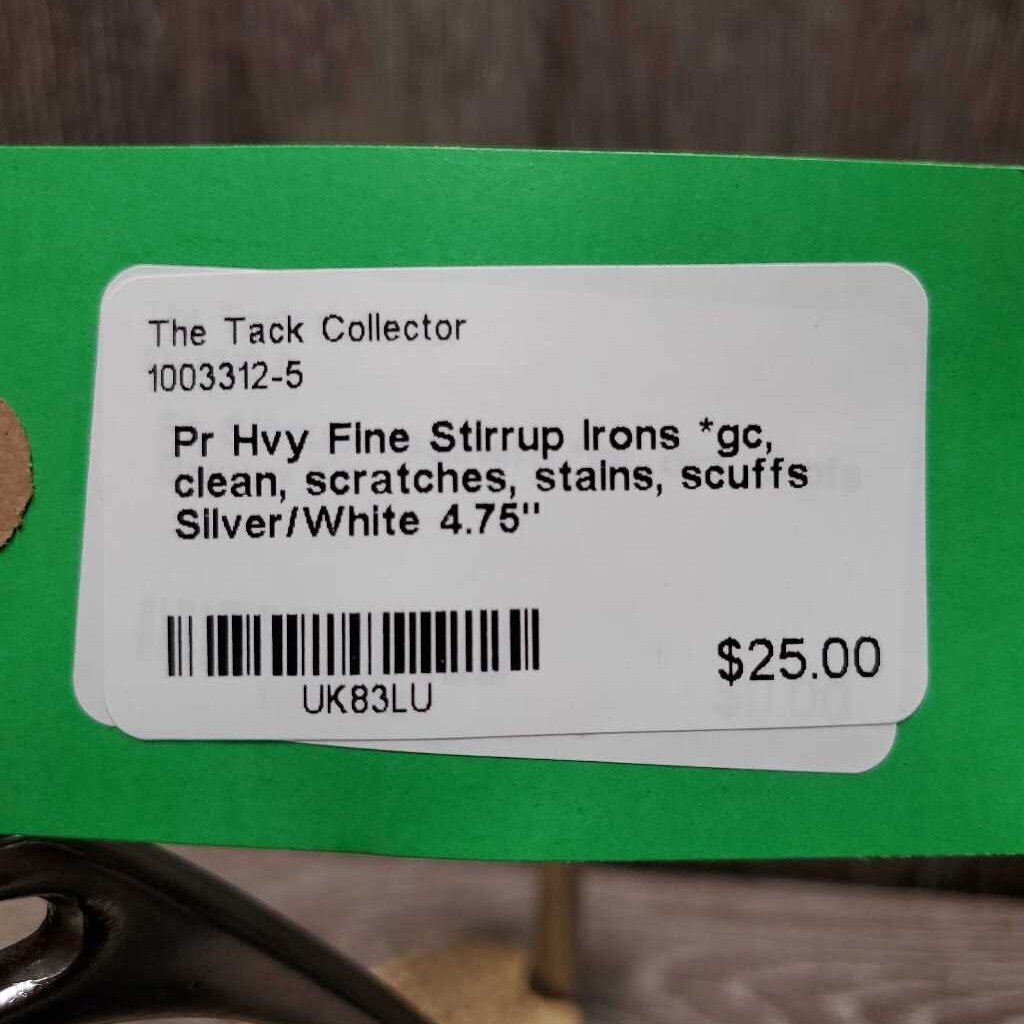 The Tack Collector
1003312-5
Pr Hvy Fine Stirrup Irons *gc,
clean, scratches, stains, scuffs
Silver/White 4.75"
UK83LU
$25.00